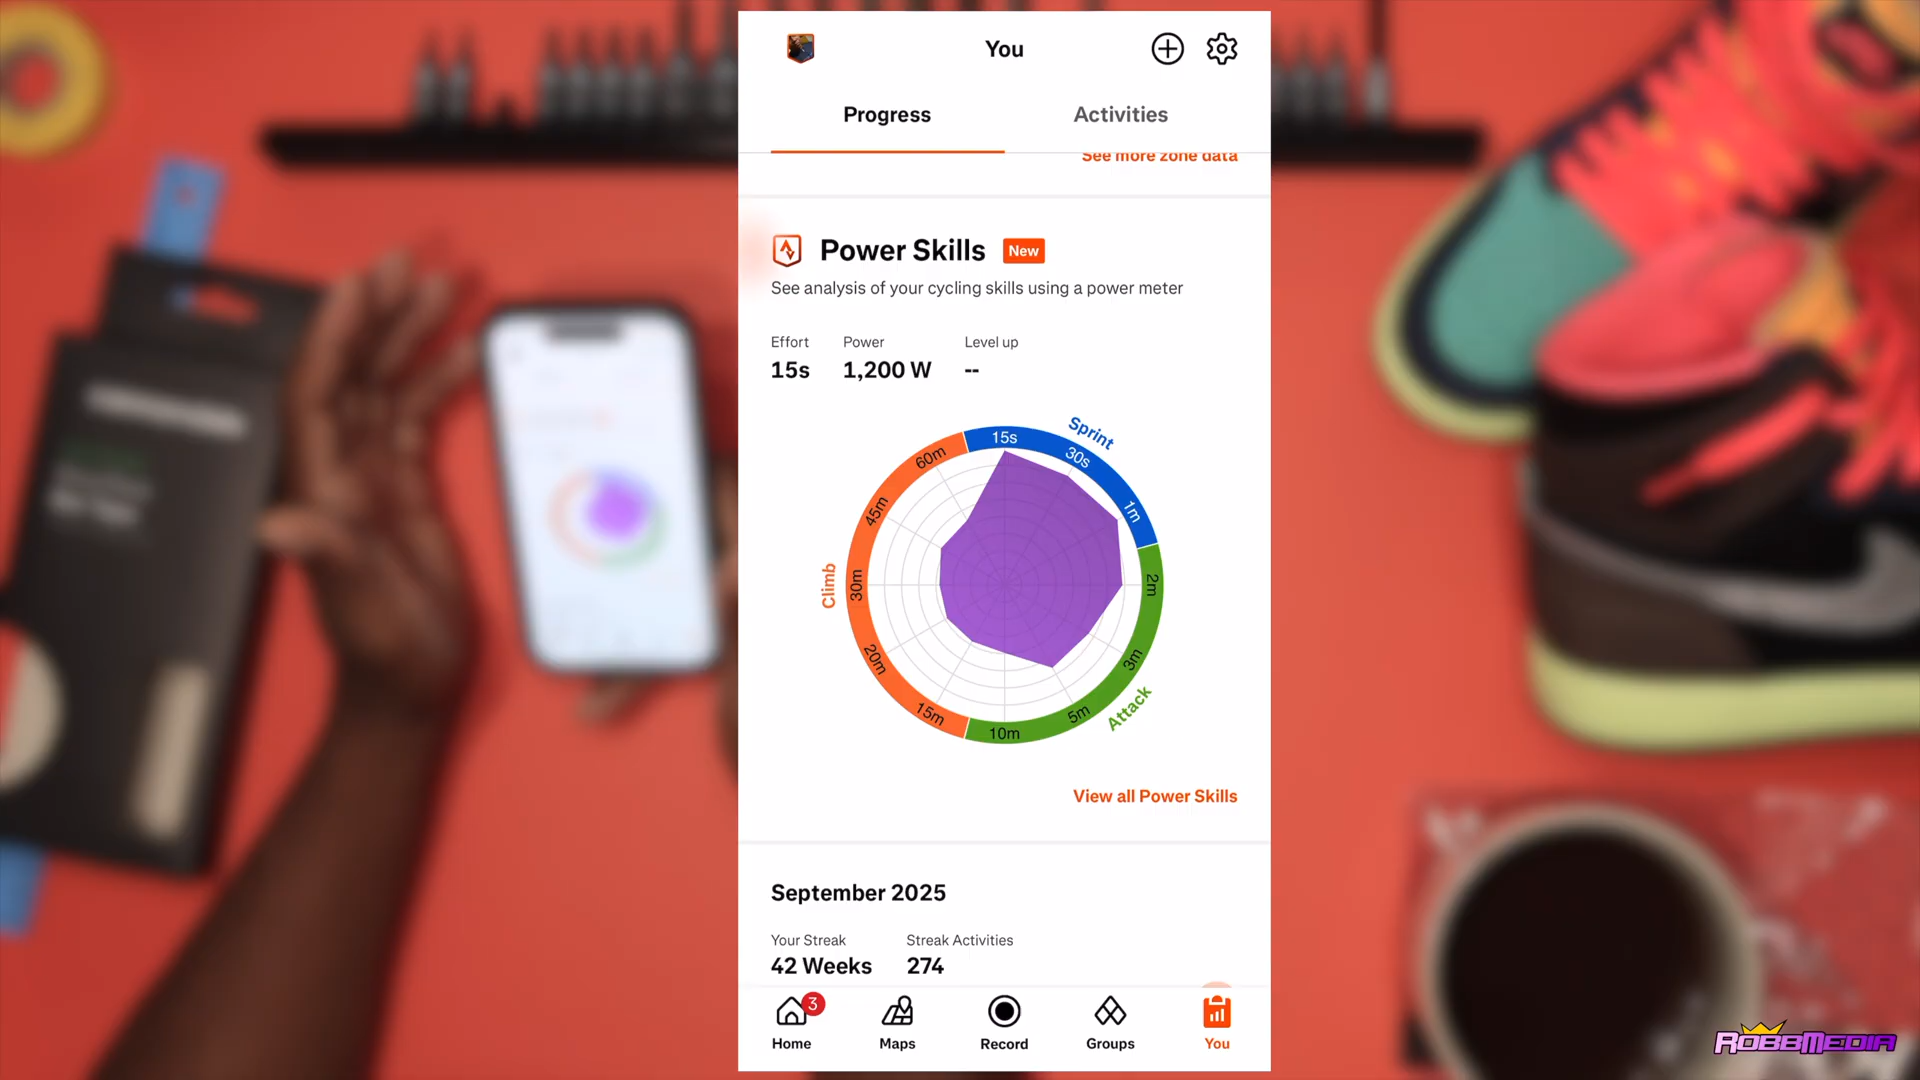 You
Progress
Activities
See more zone data
Power Skills
New
See analysis of your cycling skills using a power meter
Effort
Power
Level up
15s
1,200 W
--
Sprint
15s
30s
1m
2m
3m
Attack
5m
10m
15m
20m
Climb
30m
45m
60m
View all Power Skills
September 2025
Your Streak
Streak Activities
42 Weeks
274
3
Home
Maps
Record
Groups
You
ROBBMEDIA